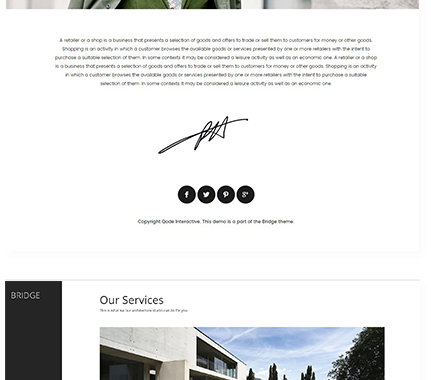 A retailer or a shop is a business that presents a selection of goods and offers to trade or sell them to customers for money or other goods.
Shopping is an activity in which a customer browses the available goods or services presented by one or more retailers with the intent to
purchase a suitable selection of them. In some contexts it may be considered a leisure activity as well as an economic one. A retailer or a shop
is a business that presents a selection of goods and offers to trade or sell them to customers for money or other goods. Shopping is an activity
in which a customer browses the available goods or services presented by one or more retailers with the intent to purchase a suitable
selection of them. In some contexts it may be considered a leisure activity as well as an economic one
Copyright Qode Interactive. This demo is a part of the Bridge theme.
BRIDGE
Our Services
This is what we, our architecture studio can do for you